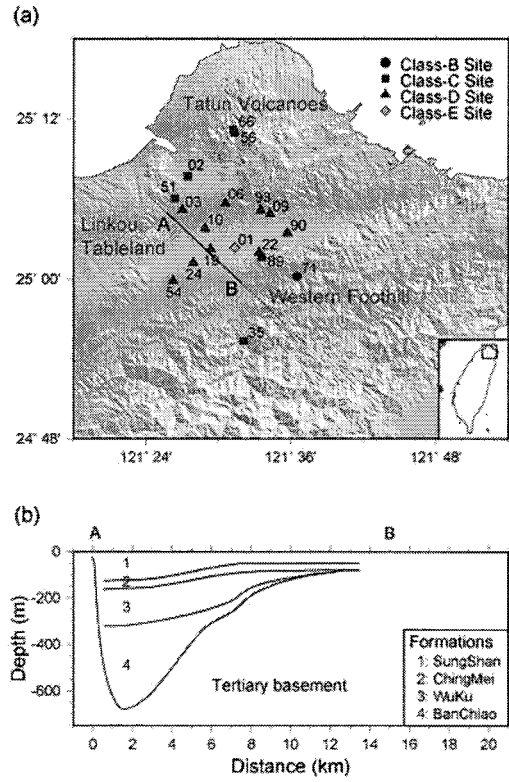 (a)
Class-B Site
Class-C Site
Class-D Site
Class-E Site
25˚ 12'
Tatun Volcanoes
66
56
02
51
03
06
93
09
A
10
90
Linkou
Tableland
01
22
19
89
25˚ 00'
24
71
B
Western Foothill
54
35
24˚ 48'
121˚ 24'
121˚ 36'
121˚ 48'
(b)
A
B
0
1
2
-200
3
Depth (m)
-400
4
Formations
1: SungShan
2: ChingMei
3: WuKu
4: BanChiao
-600
Tertiary basement
0 2 4 6 8 10 12 14 16 18 20
Distance (km)